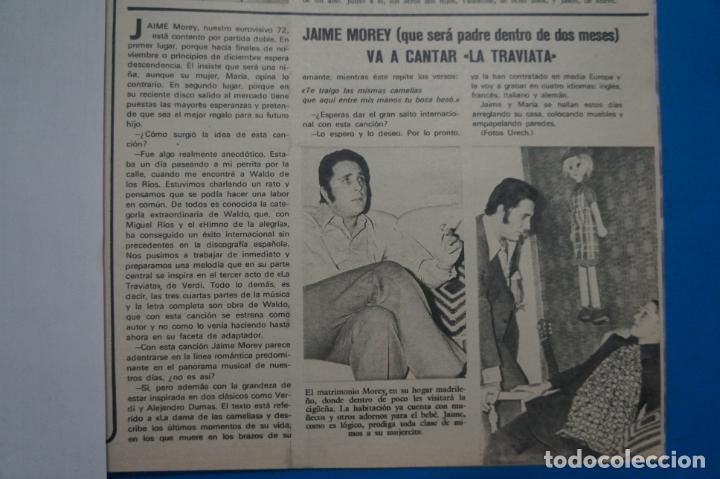 JAIME Morey, nuestro eurovisivo 72,
está contento por partida doble. En
primer lugar, porque hacia finales de no-
viembre o principios de diciembre espera
descendencia. El insiste que será una ni-
ña, aunque su mujer, María, opina lo
contrario. En segundo lugar, porque en
su reciente disco salido al mercado tiene
puestas las mayores esperanzas y preten-
de que sea el mejor regalo para su futuro
hijo.
—¿Cómo surgió la idea de esta can-
ción?
—Fue algo realmente anecdótico. Esta-
ba un día paseando a mi perrita por la
calle, cuando me encontré a Waldo de
los Ríos. Estuvimos charlando un rato y
pensamos que se podía hacer una labor
en común. De todos es conocida la cate-
goría extraordinaria de Waldo, que, con
Miguel Ríos y el «Himno de la alegría»,
ha conseguido un éxito internacional sin
precedentes en la discografía española.
Nos pusimos a trabajar de inmediato y
preparamos una melodía que en su parte
central se inspira en el tercer acto de «La
Traviata», de Verdi. Todo lo demás, es
decir, las tres cuartas partes de la música
y la letra completa son obra de Waldo,
que con esta canción se estrena como
autor y no como lo venía haciendo hasta
ahora en su faceta de adaptador.
—Con esta canción Jaime Morey parece
adentrarse en la línea romántica predomi-
nante en el panorama musical de nues-
tros días, ¿no es así?
—Sí, pero además con la grandeza de
estar inspirada en dos clásicos como Ver-
di y Alejandro Dumas. El texto está refe-
rido a «La dama de las camelias» y des-
cribe los últimos momentos de su vida,
en los que muere en los brazos de su
JAIME MOREY (que será padre dentro de dos meses)
VA A CANTAR «LA TRAVIATA»
amante, mientras éste repite los versos:
«Te traigo las mismas camelias
que aquí entre mis manos tu boca besó.»
—¿Esperas dar el gran salto internacio-
nal con esta canción?
—Lo espero y lo deseo. Por lo pronto,
ya la han contratado en media Europa y
la voy a grabar en cuatro idiomas: inglés,
francés, italiano y alemán.
Jaime y María se hallan estos días
arreglando su casa, colocando muebles y
empapelando paredes.
(Fotos Urech.)
El matrimonio Morey, en su hogar madrile-
ño, donde dentro de poco les visitará la
cigüeña. La habitación ya cuenta con mu-
ñecos y otros adornos para el bebé. Jaime,
como es lógico, prodiga toda clase de mi-
mos a su mujercita.
todocoleccion.net